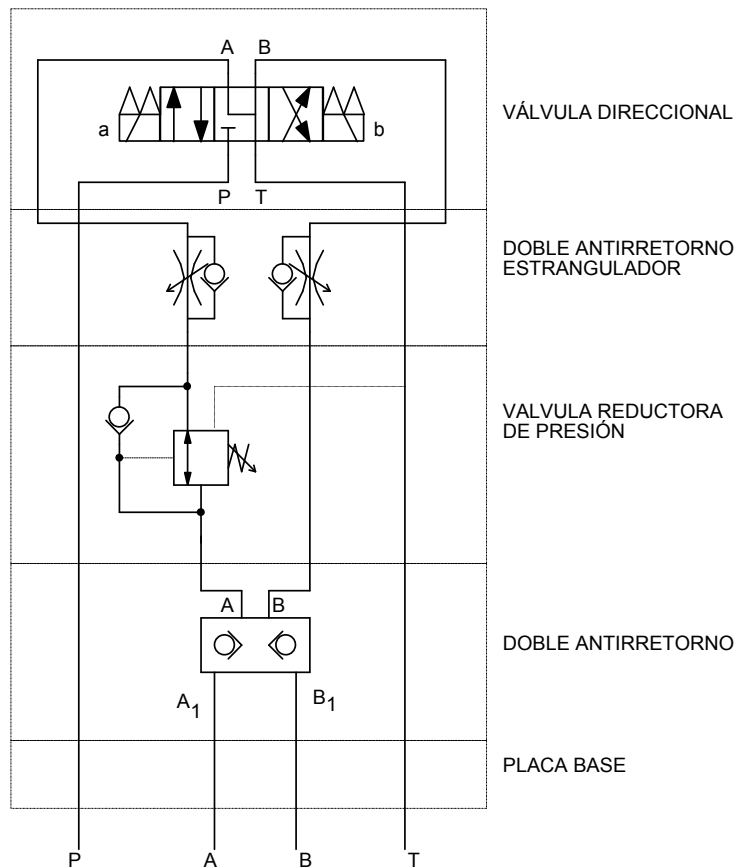 A B
VÁLVULA DIRECCIONAL
a b
P T
DOBLE ANTIRRETORNO
ESTRANGULADOR
VALVULA REDUCTORA
DE PRESIÓN
A B
DOBLE ANTIRRETORNO
A1 B1
PLACA BASE
P A B T